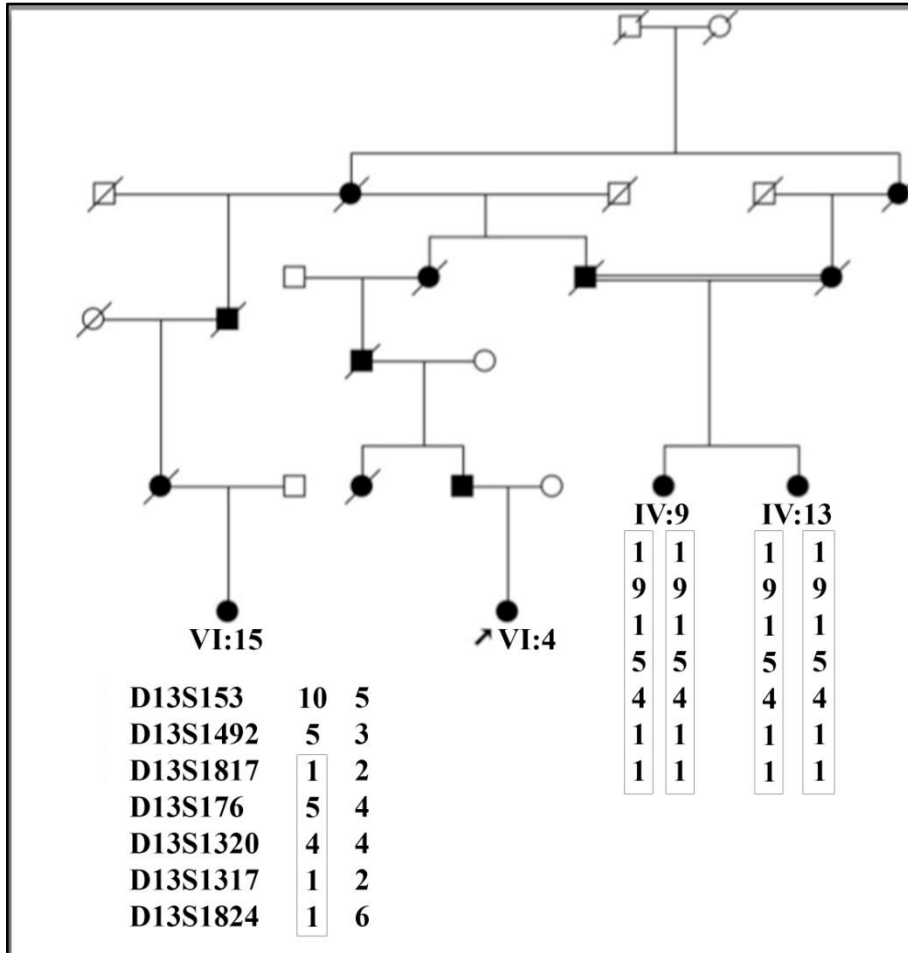 IV:9 IV:13
1 1 1 1
9 9 9 9
1 1 1 1
5 5 5 5
4 4 4 4
1 1 1 1
1 1 1 1
VI:15 VI:4
D13S153 10 5
D13S1492 5 3
D13S1817 1 2
D13S176 5 4
D13S1320 4 4
D13S1317 1 2
D13S1824 1 6